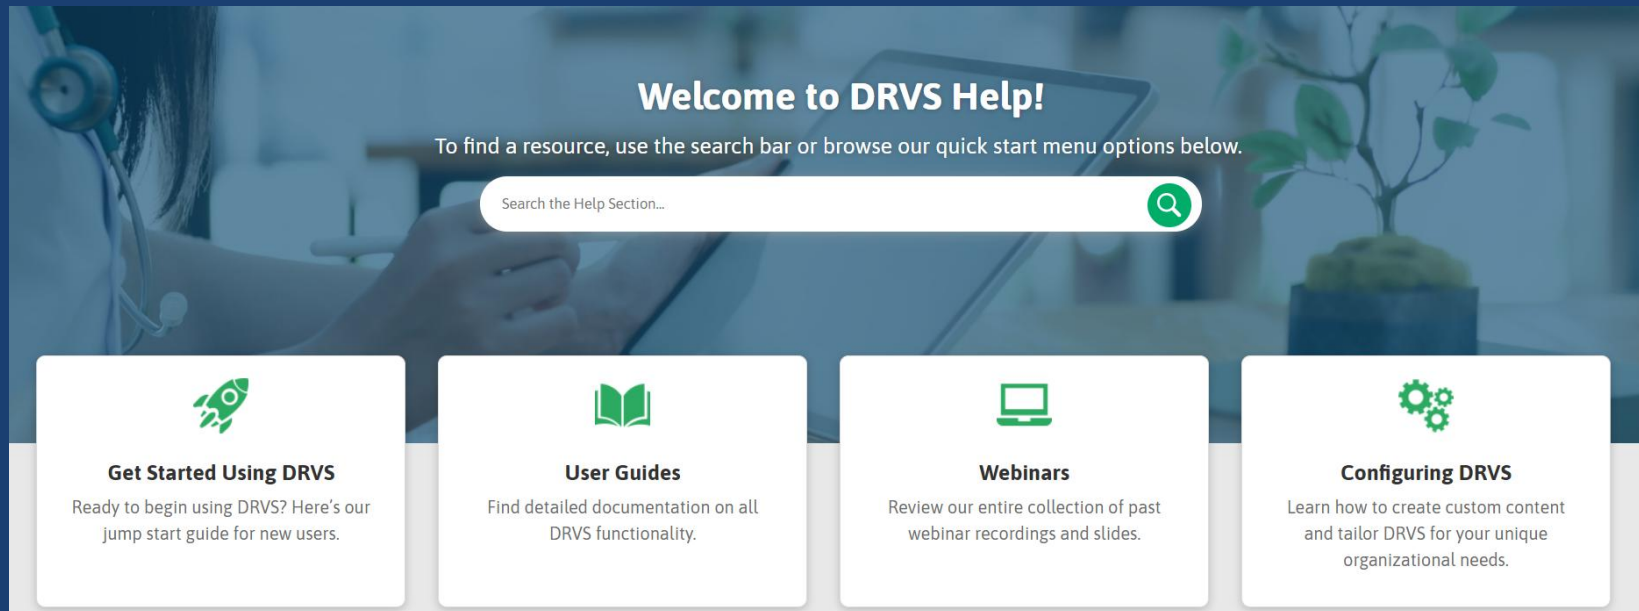 Welcome to DRVS Help!
To find a resource, use the search bar or browse our quick start menu options below.
Search the Help Section...
Get Started Using DRVS
Ready to begin using DRVS? Here's our
jump start guide for new users.
User Guides
Find detailed documentation on all
DRVS functionality.
Webinars
Review our entire collection of past
webinar recordings and slides.
Configuring DRVS
Learn how to create custom content
and tailor DRVS for your unique
organizational needs.